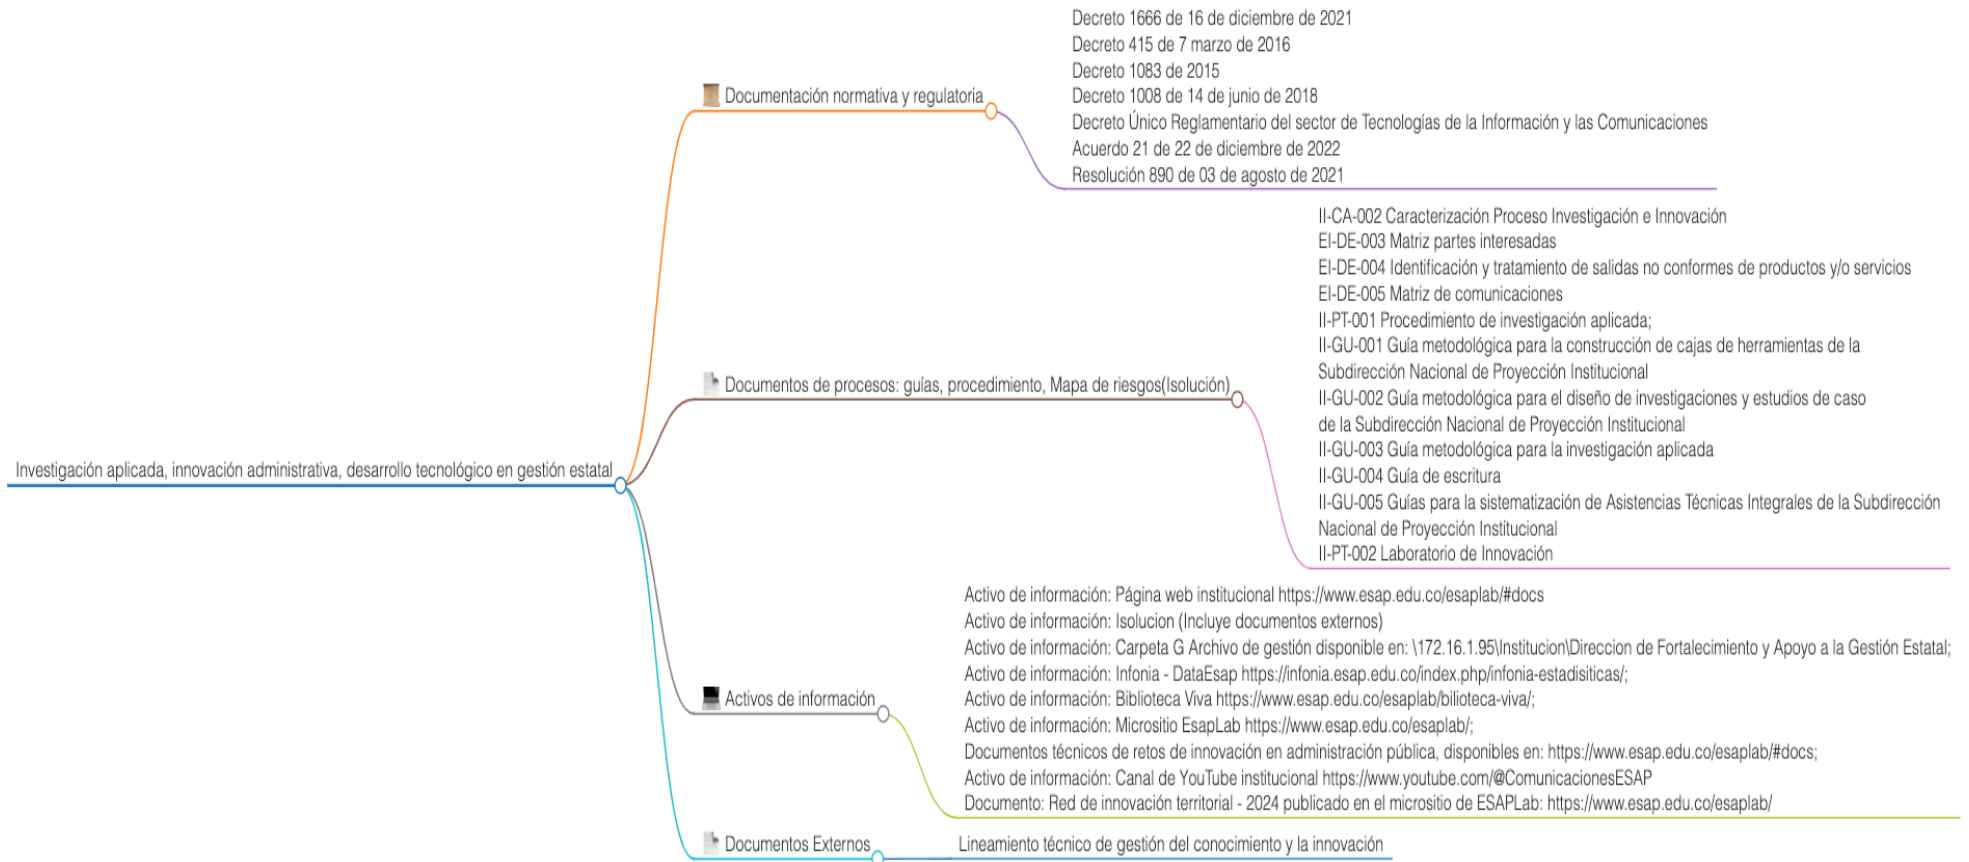 Investigación aplicada, innovación administrativa, desarrollo tecnológico en gestión estatal
Documentación normativa y regulatoria
Decreto 1666 de 16 de diciembre de 2021
Decreto 415 de 7 marzo de 2016
Decreto 1083 de 2015
Decreto 1008 de 14 de junio de 2018
Decreto Único Reglamentario del sector de Tecnologías de la Información y las Comunicaciones
Acuerdo 21 de 22 de diciembre de 2022
Resolución 890 de 03 de agosto de 2021
Documentos de procesos: guías, procedimiento, Mapa de riesgos(Isolución)
II-CA-002 Caracterización Proceso Investigación e Innovación
EI-DE-003 Matriz partes interesadas
EI-DE-004 Identificación y tratamiento de salidas no conformes de productos y/o servicios
EI-DE-005 Matriz de comunicaciones
II-PT-001 Procedimiento de investigación aplicada;
II-GU-001 Guía metodológica para la construcción de cajas de herramientas de la
Subdirección Nacional de Proyección Institucional
II-GU-002 Guía metodológica para el diseño de investigaciones y estudios de caso
de la Subdirección Nacional de Proyección Institucional
II-GU-003 Guía metodológica para la investigación aplicada
II-GU-004 Guía de escritura
II-GU-005 Guías para la sistematización de Asistencias Técnicas Integrales de la Subdirección
Nacional de Proyección Institucional
II-PT-002 Laboratorio de Innovación
Activos de información
Activo de información: Página web institucional https://www.esap.edu.co/esaplab/#docs
Activo de información: Isolucion (Incluye documentos externos)
Activo de información: Carpeta G Archivo de gestión disponible en: \172.16.1.95\Institucion\Direccion de Fortalecimiento y Apoyo a la Gestión Estatal;
Activo de información: Infonia - DataEsap https://infonia.esap.edu.co/index.php/infonia-estadisiticas/;
Activo de información: Biblioteca Viva https://www.esap.edu.co/esaplab/bilioteca-viva/;
Activo de información: Micrositio EsapLab https://www.esap.edu.co/esaplab/;
Documentos técnicos de retos de innovación en administración pública, disponibles en: https://www.esap.edu.co/esaplab/#docs;
Activo de información: Canal de YouTube institucional https://www.youtube.com/@ComunicacionesESAP
Documento: Red de innovación territorial - 2024 publicado en el micrositio de ESAPLab: https://www.esap.edu.co/esaplab/
Documentos Externos
Lineamiento técnico de gestión del conocimiento y la innovación